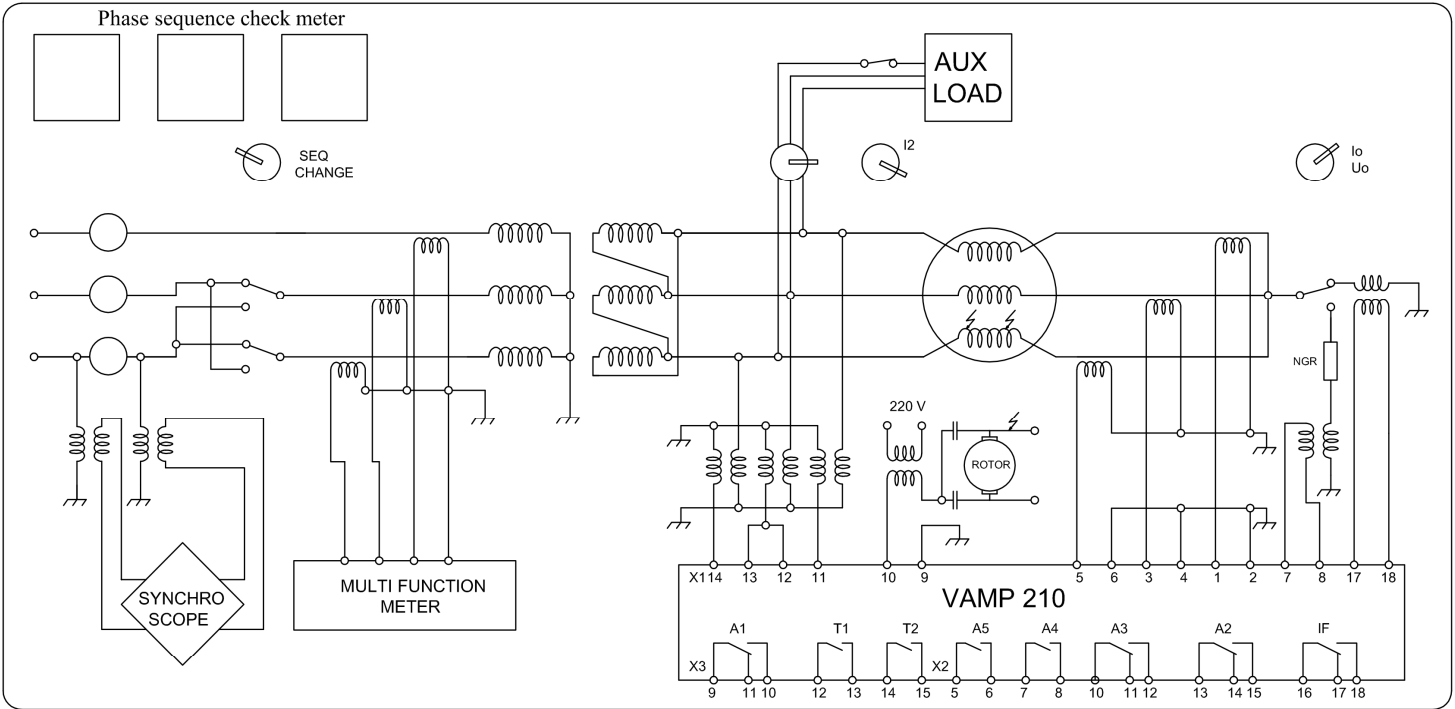 Phase sequence check meter
AUX
LOAD
SEQ
CHANGE
I2
Io
Uo
NGR
220 V
ROTOR
SYNCHRO
SCOPE
MULTI FUNCTION
METER
X1 14 13 12 11 10 9 5 6 3 4 1 2 7 8 17 18
VAMP 210
A1 T1 T2 A5 A4 A3 A2 IF
X3 X2
9 11 10 12 13 14 15 5 6 7 8 10 11 12 13 14 15 16 17 18